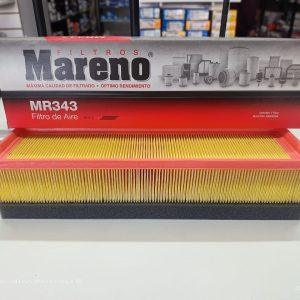 FILTROS
Mareno
MÁXIMA CALIDAD DE FILTRADO • ÓPTIMO RENDIMIENTO
MR343
Filtro de Aire